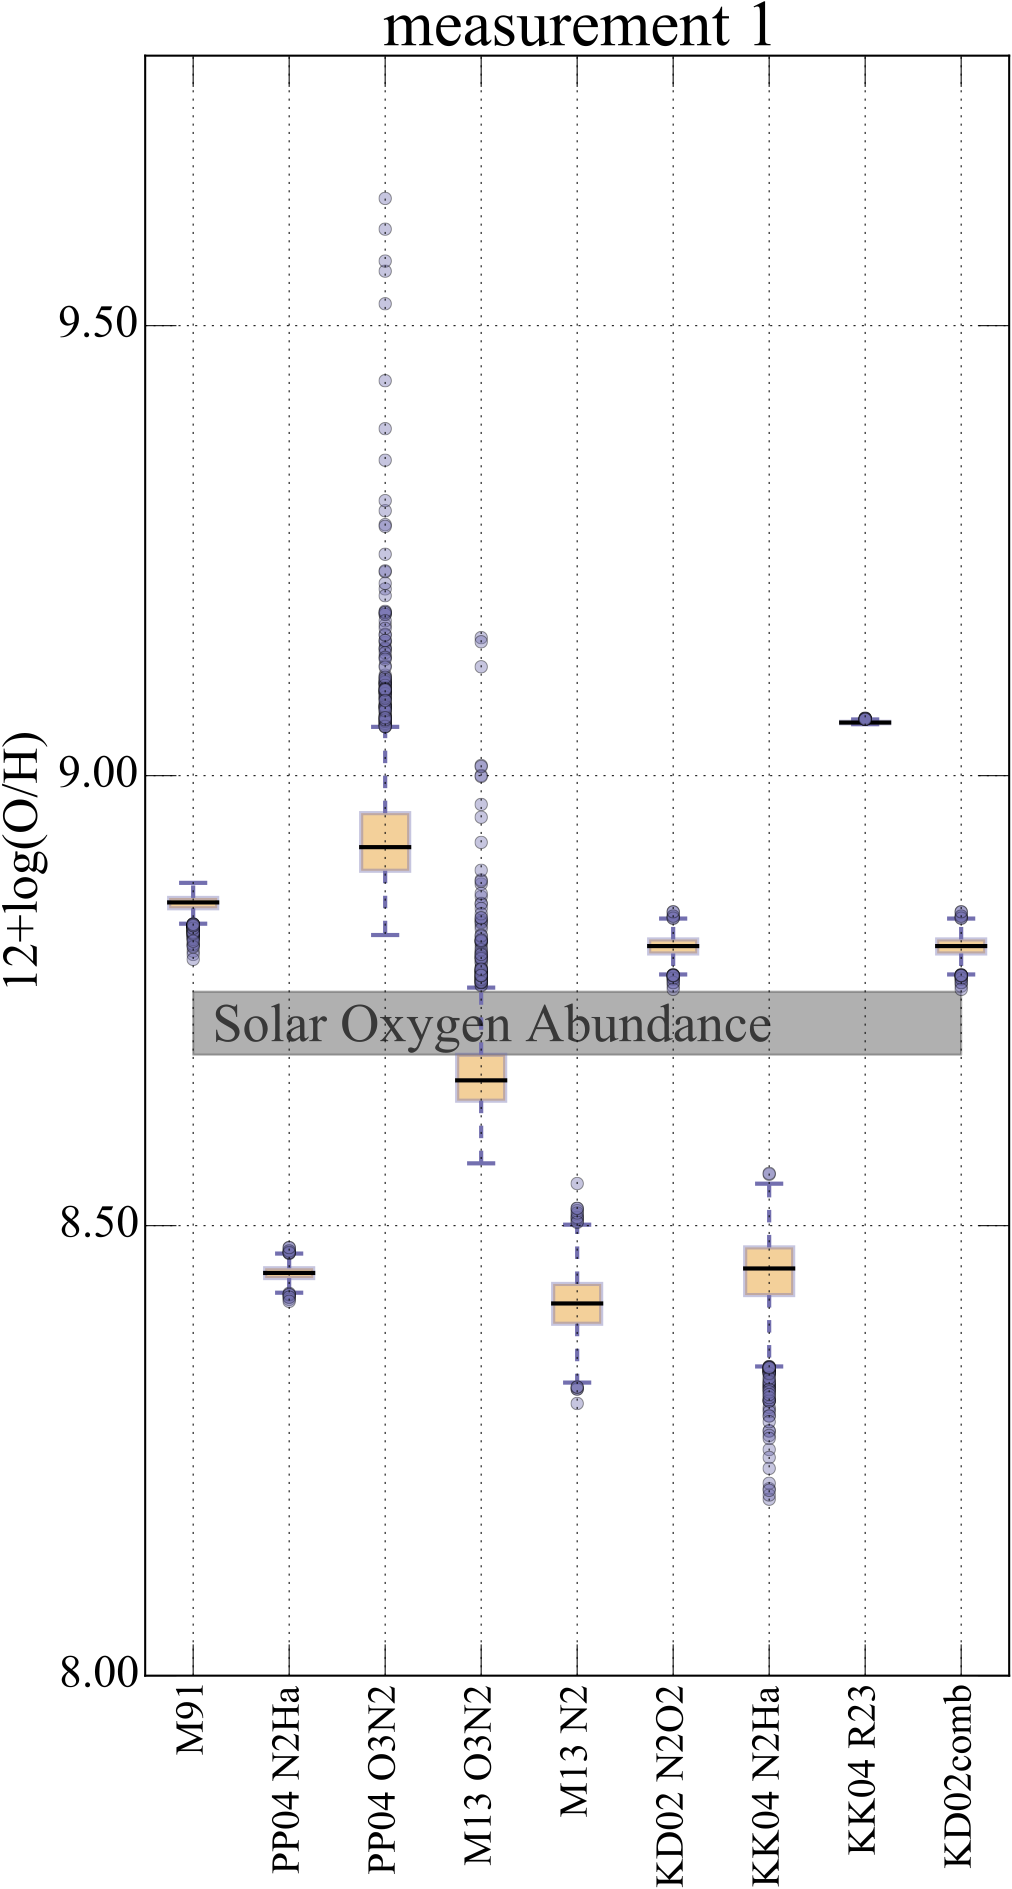 measurement 1
12+log(O/H)
9.50
9.00
8.50
8.00
Solar Oxygen Abundance
M91
PP04 N2Ha
PP04 O3N2
M13 O3N2
M13 N2
KD02 N2O2
KK04 N2Ha
KK04 R23
KD02comb